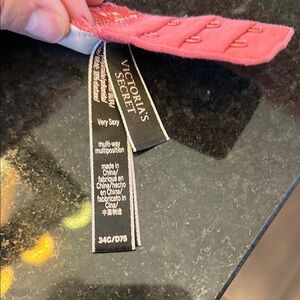 VICTORIA'S
SECRET
Very Sexy
multi-way
multiposition
made in
China/
fabriqué en
Chine/hecho
en China/
fabbricato in
Cina/
中国制造
34C/D75